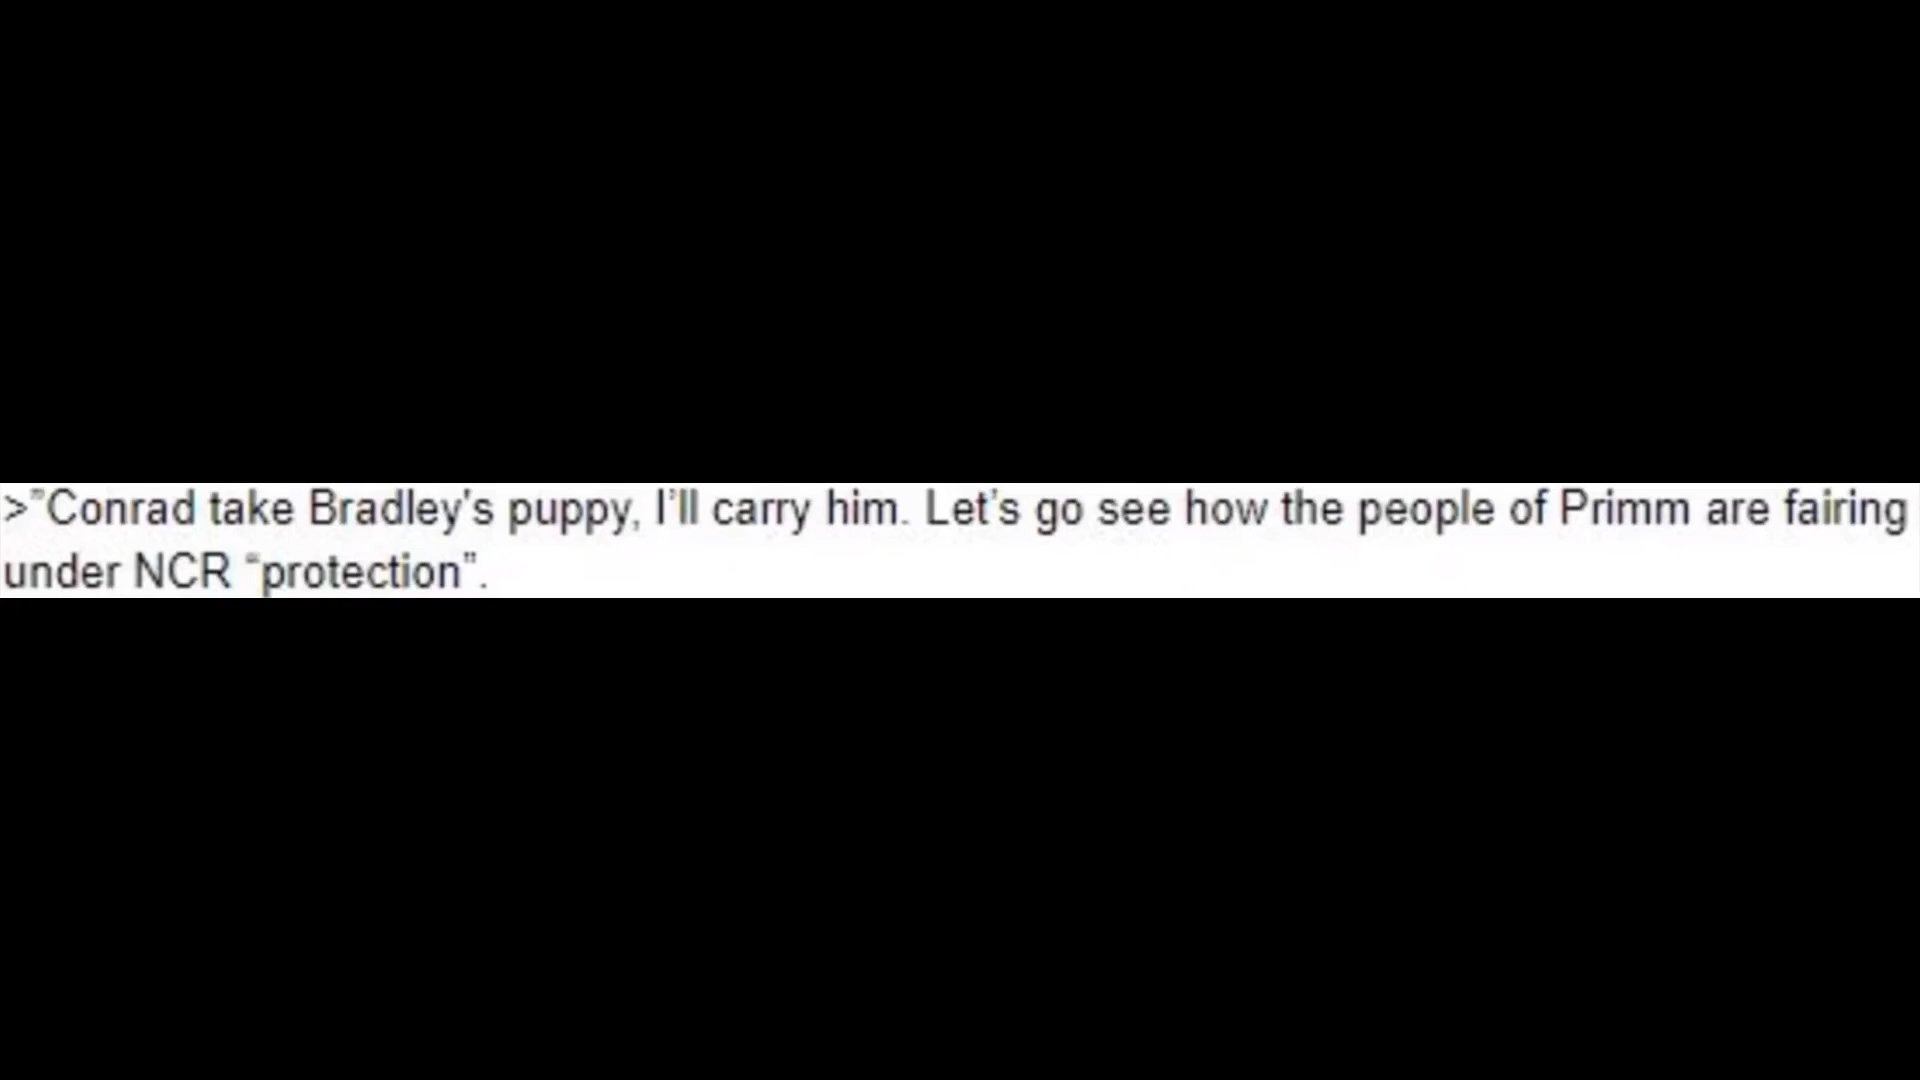 >”Conrad take Bradley's puppy, I’ll carry him. Let’s go see how the people of Primm are fairing
under NCR “protection”.